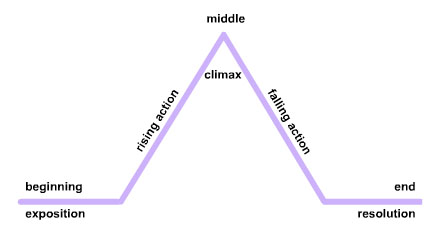 middle
climax
rising action
falling action
beginning
end
exposition
resolution